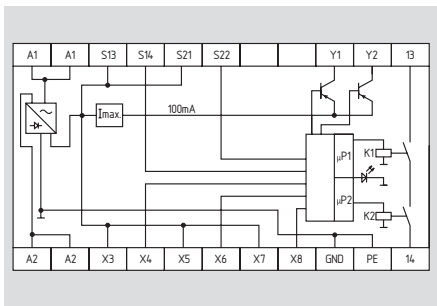 A1 A1 S13 S14 S21 S22 Y1 Y2 13
Imax. 100mA
µP1 K1
µP2 K2
A2 A2 X3 X4 X5 X6 X7 X8 GND PE 14